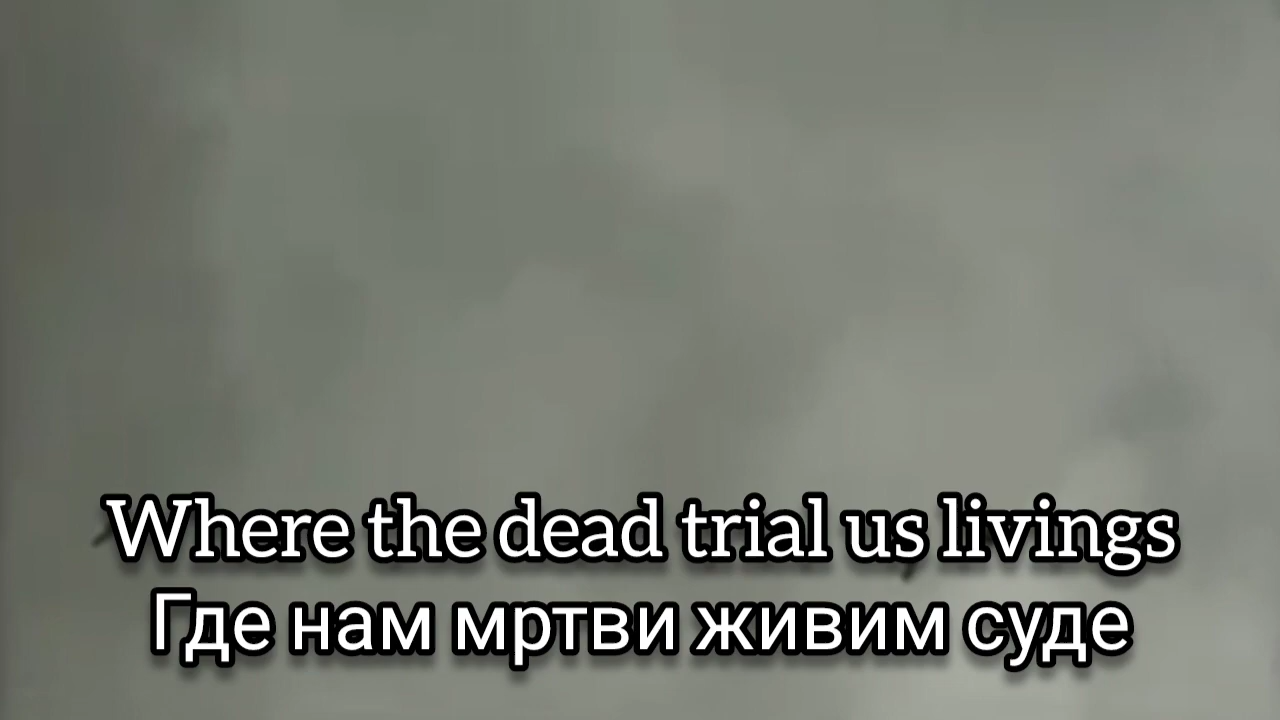 Where the dead trial us livings
Где нам мртви живим суде